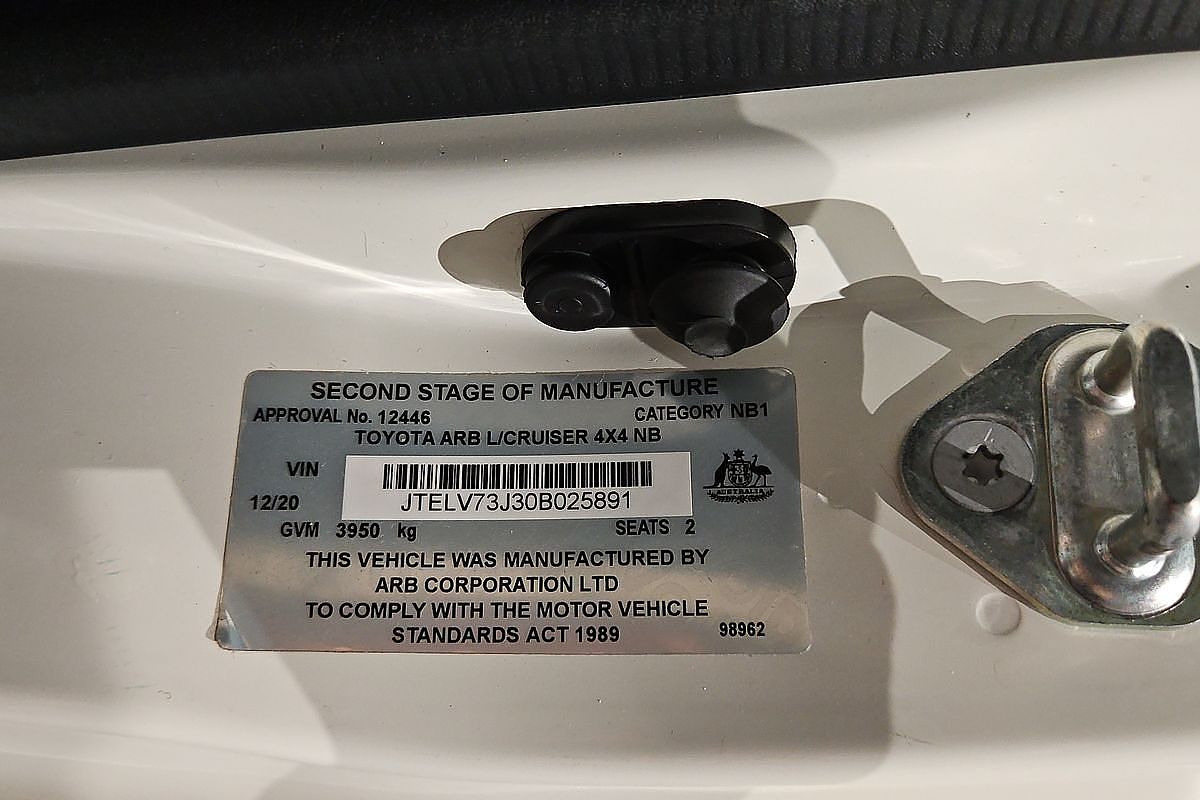 SECOND STAGE OF MANUFACTURE
APPROVAL No. 12446 CATEGORY NB1
TOYOTA ARB L/CRUISER 4X4 NB
VIN
JTELV73J30B025891
AUSTRALIA
12/20
GVM 3950 kg SEATS 2
THIS VEHICLE WAS MANUFACTURED BY
ARB CORPORATION LTD
TO COMPLY WITH THE MOTOR VEHICLE
STANDARDS ACT 1989
98962